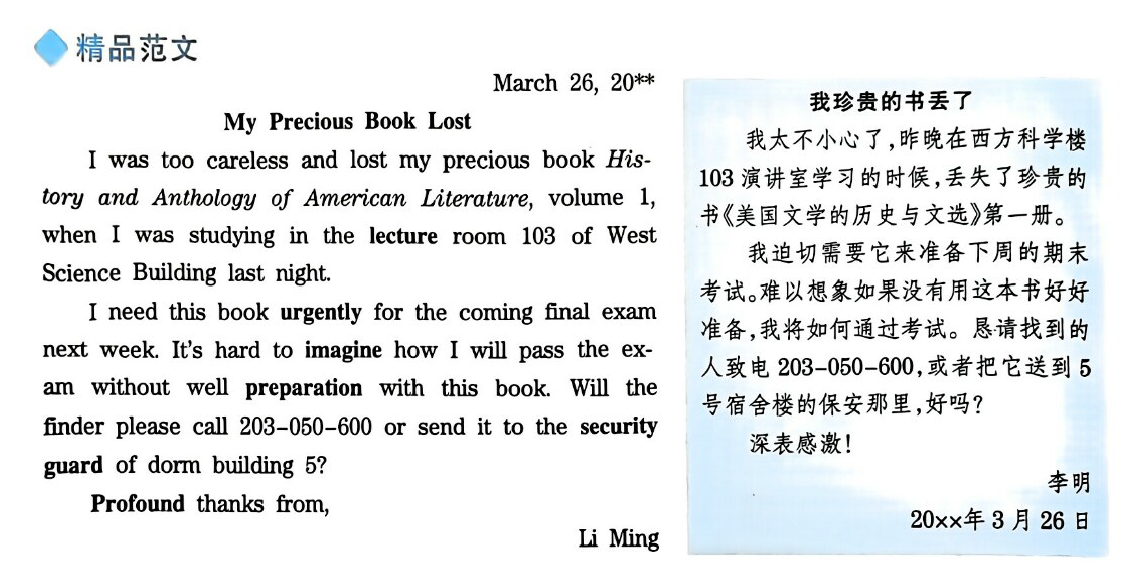 精品范文
March 26, 20**
My Precious Book Lost
I was too careless and lost my precious book His-
tory and Anthology of American Literature, volume 1,
when I was studying in the lecture room 103 of West
Science Building last night.
I need this book urgently for the coming final exam
next week. It's hard to imagine how I will pass the ex-
am without well preparation with this book. Will the
finder please call 203-050-600 or send it to the security
guard of dorm building 5?
Profound thanks from,
Li Ming
我珍贵的书丢了
我太不小心了,昨晚在西方科学楼
103 演讲室学习的时候,丢失了珍贵的
书《美国文学的历史与文选》第一册。
我迫切需要它来准备下周的期末
考试。难以想象如果没有用这本书好好
准备,我将如何通过考试。恳请找到的
人致电 203-050-600,或者把它送到 5
号宿舍楼的保安那里,好吗?
深表感激!
李明
20××年 3 月 26 日